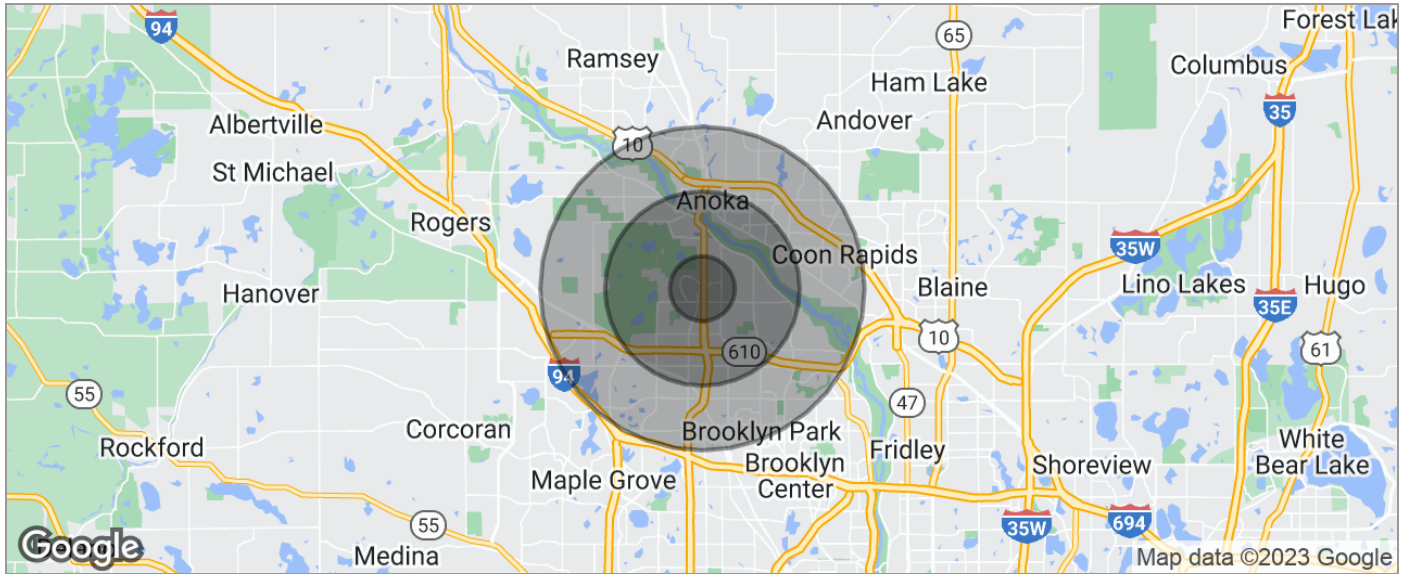 94
65
Forest Lak
Ramsey
Columbus
Ham Lake
35
Albertville
Andover
10
St Michael
Anoka
Rogers
35W
Coon Rapids
Hanover
Blaine
Lino Lakes
Hugo
35E
10
61
610
94
55
47
Corcoran
Brooklyn Park
Rockford
Fridley
White
Bear Lake
Brooklyn
Center
Shoreview
Maple Grove
55
35W
694
Google
Medina
Map data ©2023 Google